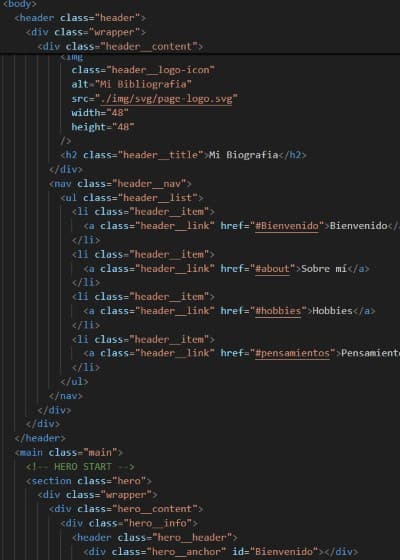 <body>
<header class="header">
<div class="wrapper">
<div class="header__content">
<img
class="header__logo-icon"
alt="Mi Bibliografia"
src="./img/svg/page-logo.svg"
width="48"
height="48"
/>
<h2 class="header__title">Mi Biografia</h2>
</div>
<nav class="header__nav">
<ul class="header__list">
<li class="header__item">
<a class="header__link" href="#Bienvenido">Bienvenido</
</li>
<li class="header__item">
<a class="header__link" href="#about">Sobre mí</a>
</li>
<li class="header__item">
<a class="header__link" href="#hobbies">Hobbies</a>
</li>
<li class="header__item">
<a class="header__link" href="#pensamientos">
</li>
</ul>
</nav>
</div>
</div>
</header>
<main class="main">
<!-- HERO START -->
<section class="hero">
<div class="wrapper">
<div class="hero__content">
<div class="hero__info">
<header class="hero__header">
<div class="hero__anchor" id="Bienvenido"></div>